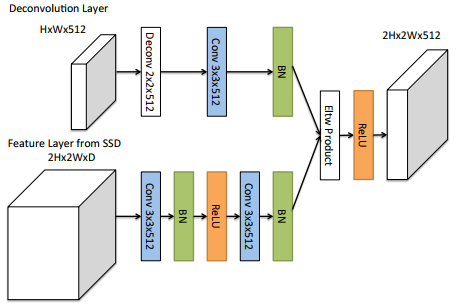 Deconvolution Layer
HxWx512
Deconv 2x2x512
Conv 3x3x512
BN
2Hx2Wx512
Eltw Product
ReLU
Feature Layer from SSD
2Hx2WxD
Conv 3x3x512
BN
ReLU
Conv 3x3x512
BN